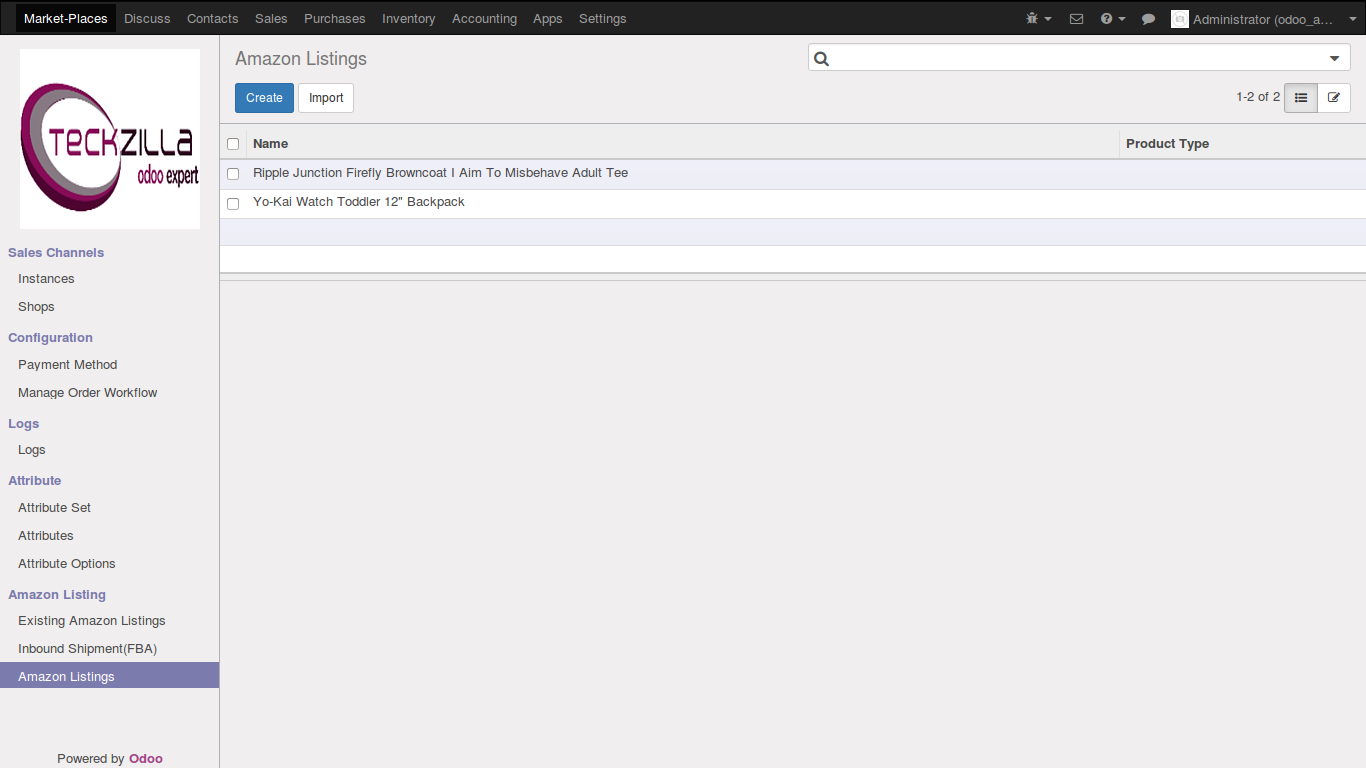 Market-Places Discuss Contacts Sales Purchases Inventory Accounting Apps Settings Administrator (odoo_a...
TECKZILLA
odoo expert
Sales Channels
Instances
Shops
Configuration
Payment Method
Manage Order Workflow
Logs
Logs
Attribute
Attribute Set
Attributes
Attribute Options
Amazon Listing
Existing Amazon Listings
Inbound Shipment(FBA)
Amazon Listings
Powered by Odoo
Amazon Listings
Create Import 1-2 of 2
Name Product Type
Ripple Junction Firefly Browncoat I Aim To Misbehave Adult Tee
Yo-Kai Watch Toddler 12" Backpack